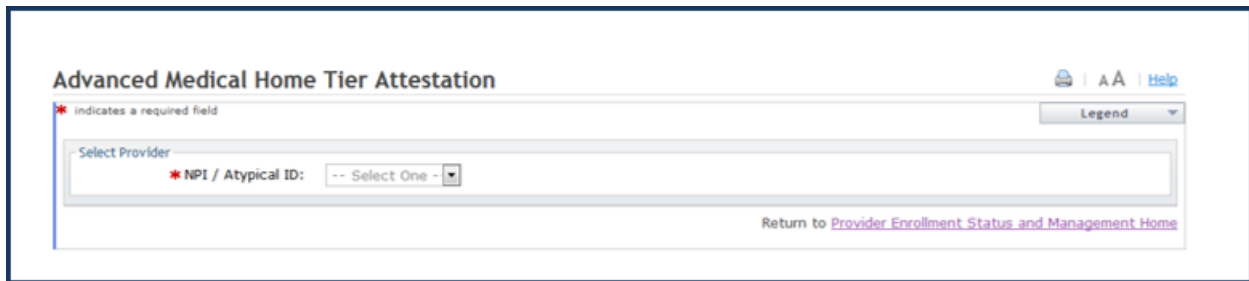 Advanced Medical Home Tier Attestation
A A | Help
* indicates a required field
Legend
Select Provider
* NPI / Atypical ID: -- Select One -
Return to Provider Enrollment Status and Management Home